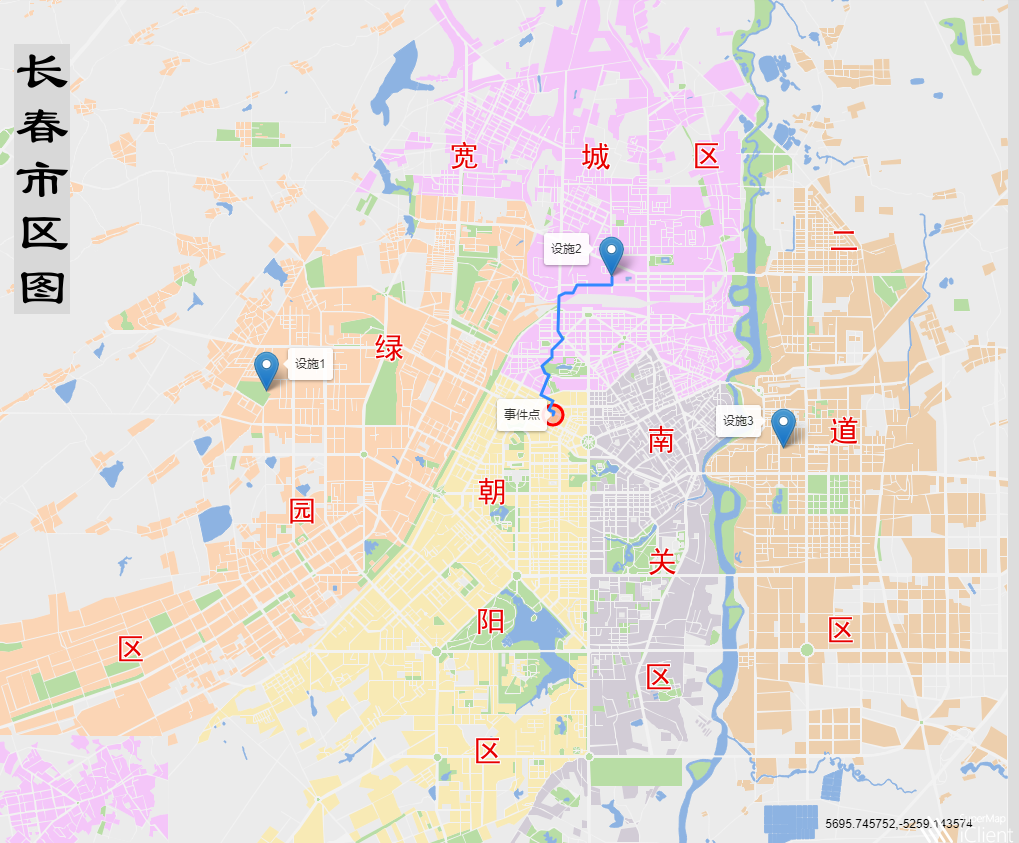 长春市区图
宽城区
二道区
绿园区
朝阳区
南关区
设施2
设施1
事件点
设施3
5695.745752,-5259.443574
iClient